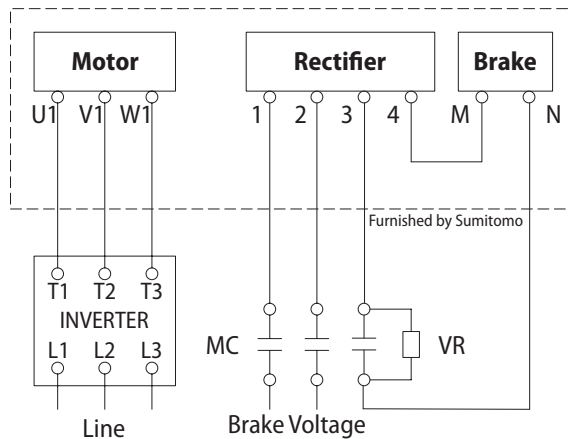 Motor Rectifier Brake
U1 V1 W1 1 2 3 4 M N
Furnished by Sumitomo
T1 T2 T3
INVERTER
L1 L2 L3
MC VR
Line Brake Voltage